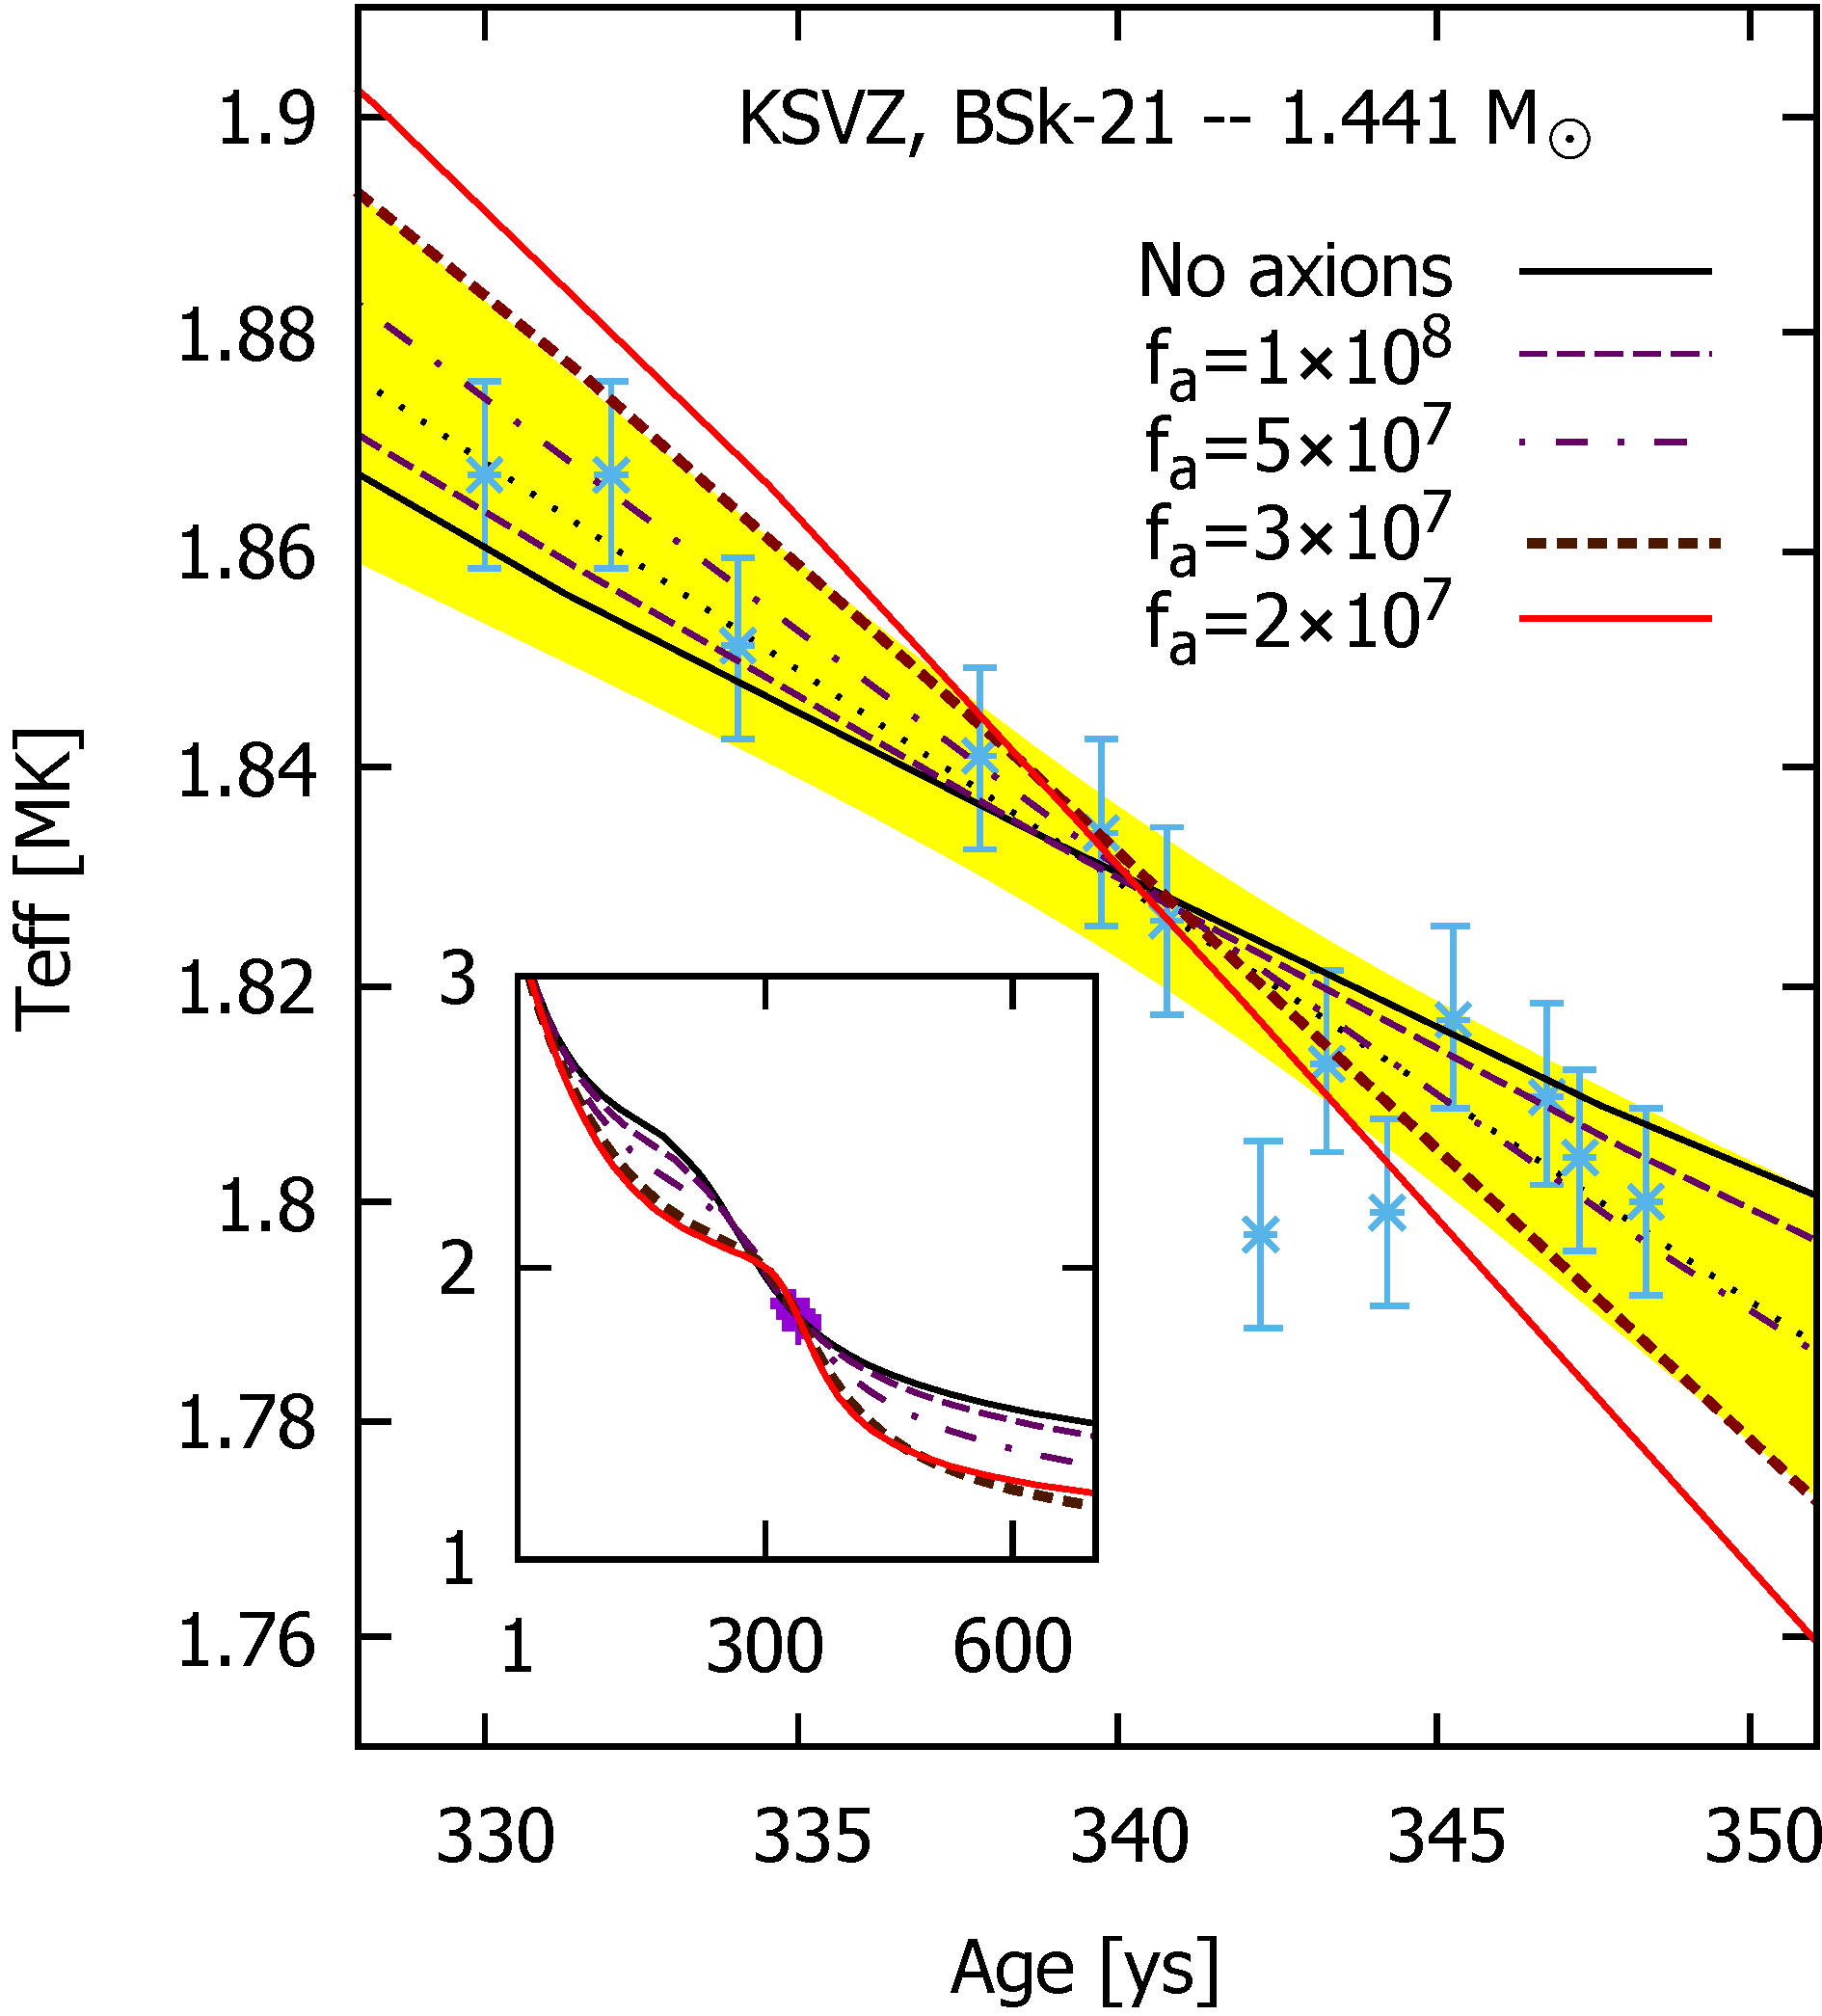 KSVZ, BSk-21 -- 1.441 M☉
No axions
fₐ=1×10⁸
fₐ=5×10⁷
fₐ=3×10⁷
fₐ=2×10⁷
Teff [MK]
1.9
1.88
1.86
1.84
1.82
1.8
1.78
1.76
3
2
1
1 300 600
330 335 340 345 350
Age [ys]